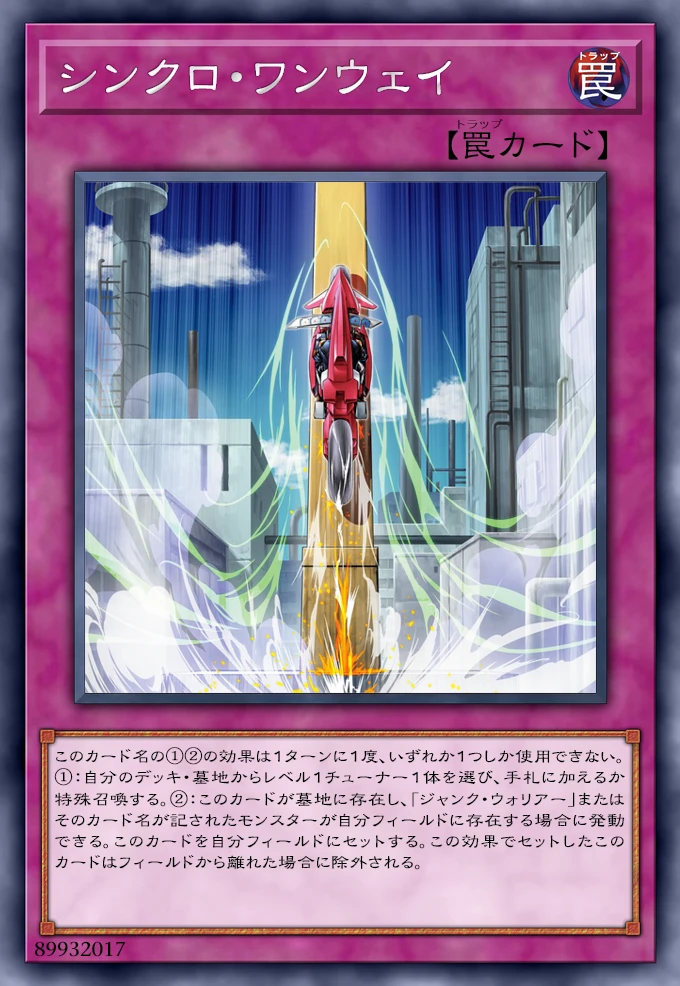 シンクロ・ワンウェイ
トラップ
罠
トラップ
【罠カード】
このカード名の①②の効果は1ターンに1度、いずれか1つしか使用できない。
①:自分のデッキ・墓地からレベル1チューナー1体を選び、手札に加えるか
特殊召喚する。②:このカードが墓地に存在し、「ジャンク・ウォリアー」または
そのカード名が記されたモンスターが自分フィールドに存在する場合に発動
できる。このカードを自分フィールドにセットする。この効果でセットしたこの
カードはフィールドから離れた場合に除外される。
89932017